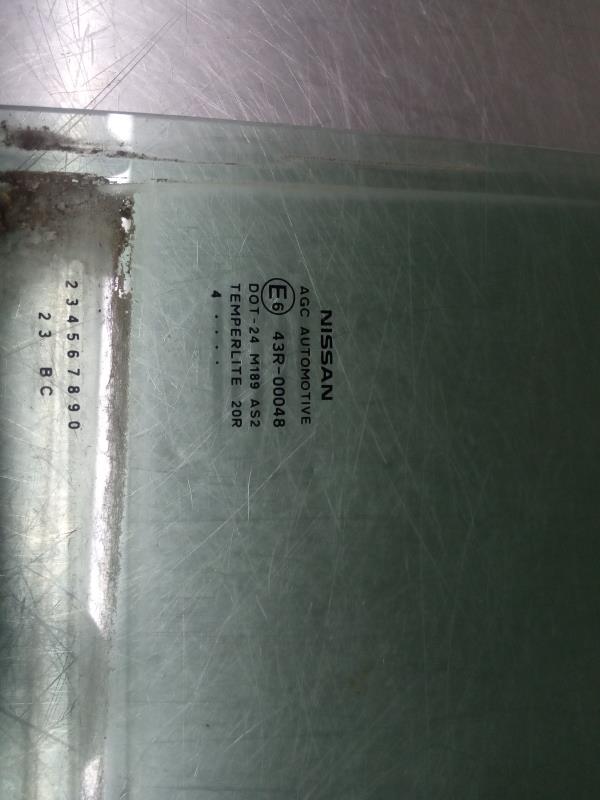 NISSAN
AGC AUTOMOTIVE
E6 43R-00048
DOT-24 M189 AS2
TEMPERLITE 20R
4 . . . .
2 3 4 5 6 7 8 9 0
2 3 B C